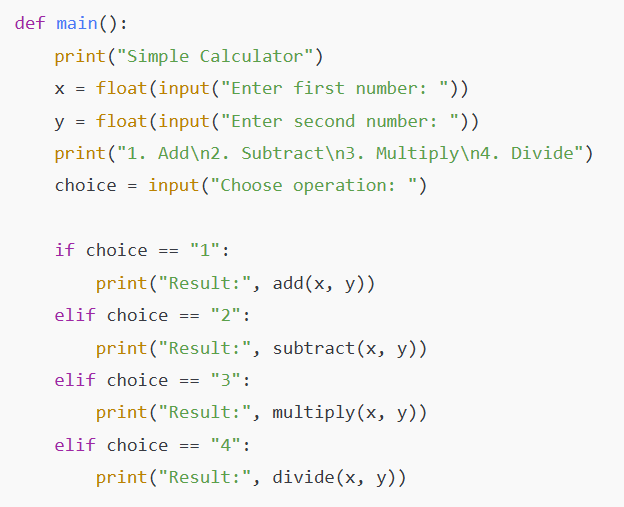 def main():
    print("Simple Calculator")
    x = float(input("Enter first number: "))
    y = float(input("Enter second number: "))
    print("1. Add\n2. Subtract\n3. Multiply\n4. Divide")
    choice = input("Choose operation: ")

    if choice == "1":
        print("Result:", add(x, y))
    elif choice == "2":
        print("Result:", subtract(x, y))
    elif choice == "3":
        print("Result:", multiply(x, y))
    elif choice == "4":
        print("Result:", divide(x, y))